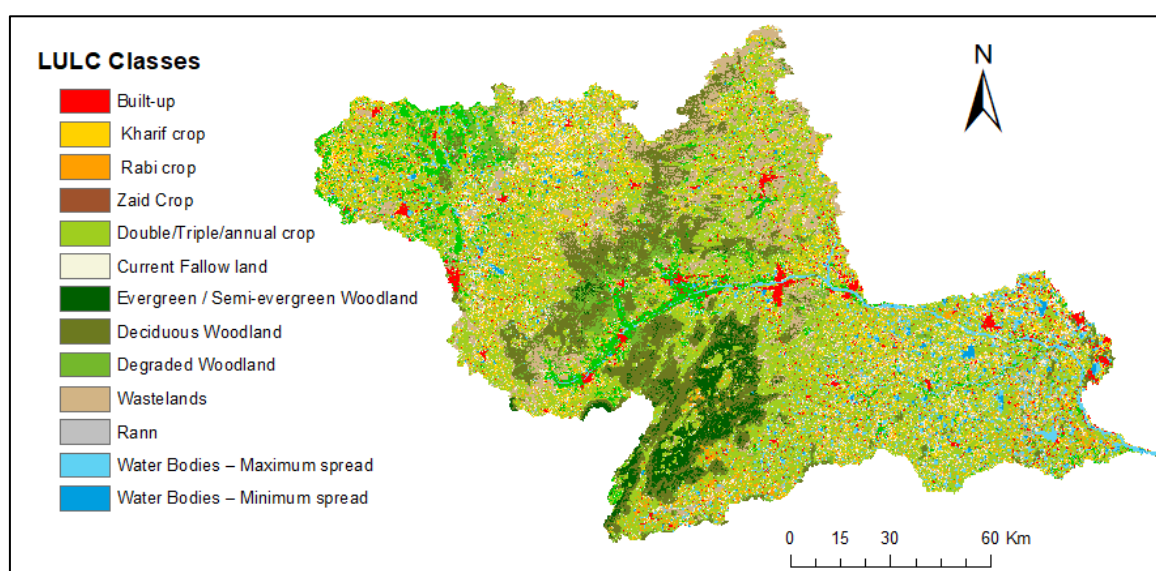 LULC Classes
Built-up
Kharif crop
Rabi crop
Zaid Crop
Double/Triple/annual crop
Current Fallow land
Evergreen / Semi-evergreen Woodland
Deciduous Woodland
Degraded Woodland
Wastelands
Rann
Water Bodies – Maximum spread
Water Bodies – Minimum spread
N
0 15 30 60 Km